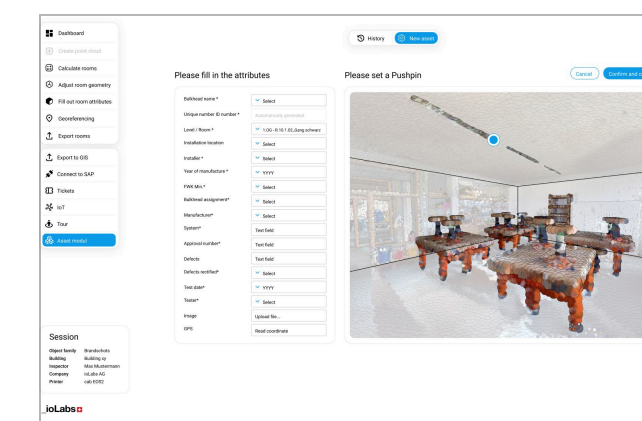 Dashboard
Create point cloud
Calculate rooms
Adjust room geometry
Fill out room attributes
Georeferencing
Export rooms
Export to GIS
Connect to SAP
Tickets
IoT
Tour
Asset modul
Session
Object family Brandschots
Building Building xy
Inspector Max Mustermann
Company ioLabs AG
Printer cab EOS2
_ioLabs
History New asset
Please fill in the attributes
Bulkhead name * Select
Unique number ID number * Automatically generated
Level / Room * 1.OG - R.10.1.03_Gang schwarz
Installation location Select
Installer * Select
Year of manufacture * YYYY
FWK Min.* Select
Bulkhead assignment* Select
Manufacturer* Select
System* Text field
Approval number* Text field
Defects Text field
Defects rectified* Select
Test date* YYYY
Tester* Select
Image Upload file...
GPS Read coordinate
Please set a Pushpin
Cancel Confirm and